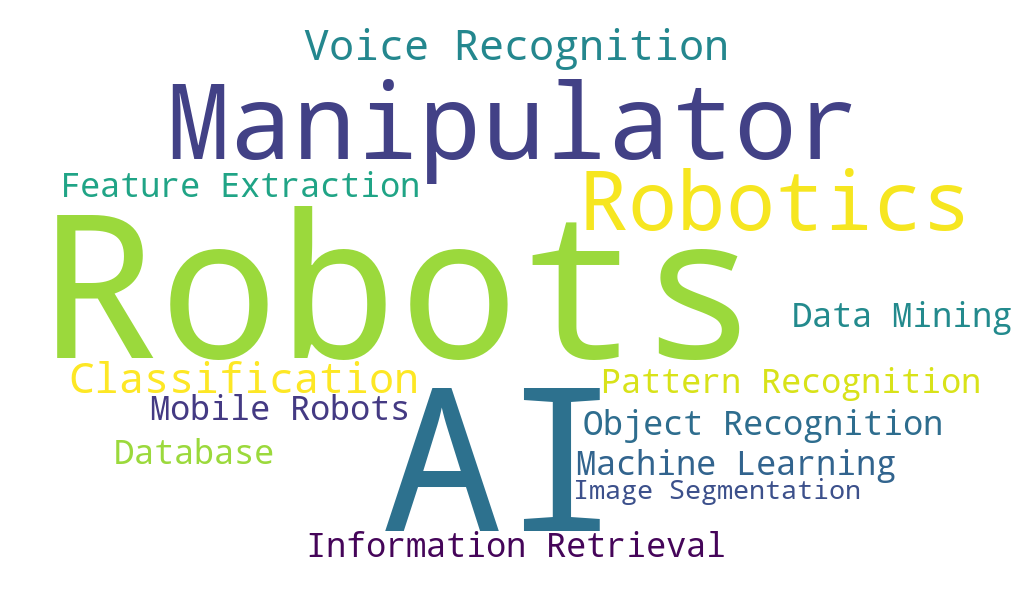 Voice Recognition
Manipulator
Feature Extraction
Robotics
Robots
Data Mining
Classification
Pattern Recognition
Mobile Robots
AI
Object Recognition
Database
Machine Learning
Image Segmentation
Information Retrieval